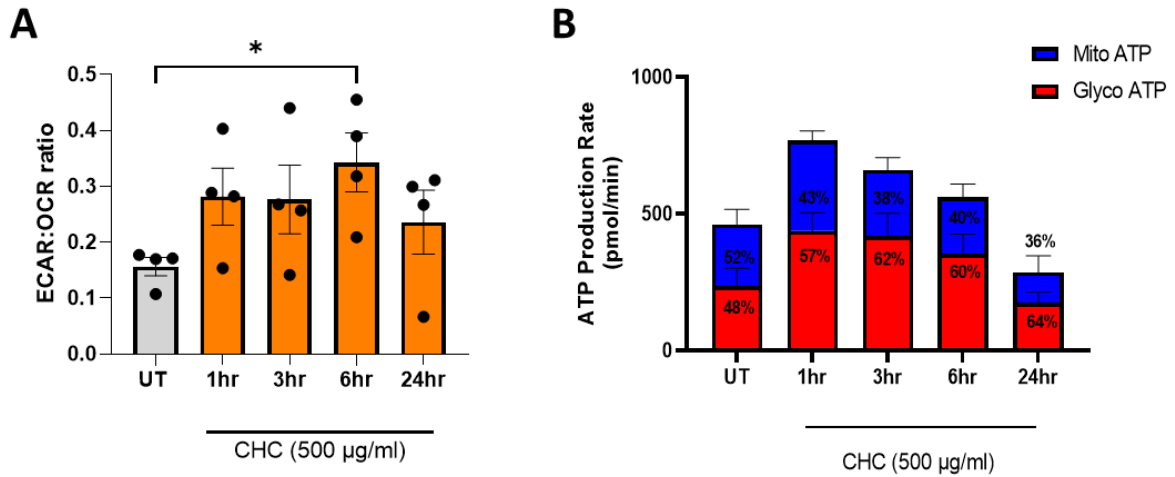 A
*
ECAR:OCR ratio
0.5
0.4
0.3
0.2
0.1
0.0
UT 1hr 3hr 6hr 24hr
CHC (500 µg/ml)
B
Mito ATP
Glyco ATP
ATP Production Rate
(pmol/min)
1000
500
0
52% 43% 38% 40% 36%
48% 57% 62% 60% 64%
UT 1hr 3hr 6hr 24hr
CHC (500 µg/ml)